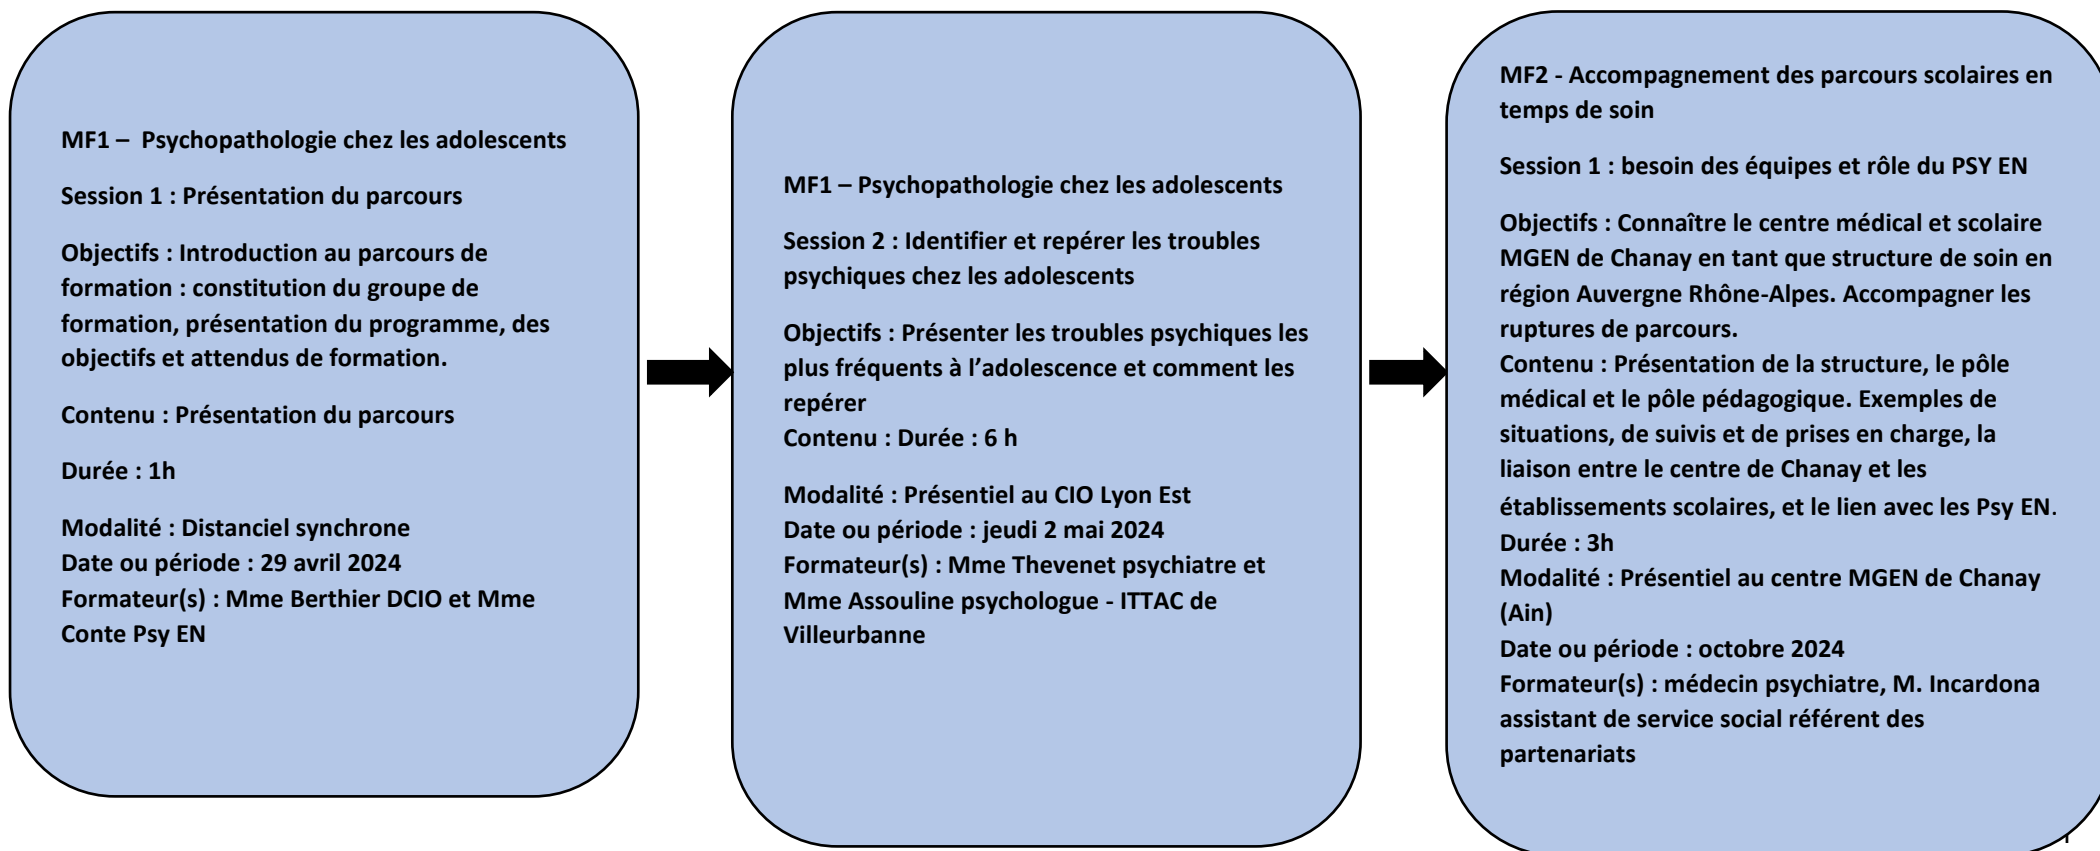 MF1 – Psychopathologie chez les adolescents
Session 1 : Présentation du parcours
Objectifs : Introduction au parcours de
formation : constitution du groupe de
formation, présentation du programme, des
objectifs et attendus de formation.
Contenu : Présentation du parcours
Durée : 1h
Modalité : Distanciel synchrone
Date ou période : 29 avril 2024
Formateur(s) : Mme Berthier DCIO et Mme
Conte Psy EN
MF1 – Psychopathologie chez les adolescents
Session 2 : Identifier et repérer les troubles
psychiques chez les adolescents
Objectifs : Présenter les troubles psychiques les
plus fréquents à l’adolescence et comment les
repérer
Contenu : Durée : 6 h
Modalité : Présentiel au CIO Lyon Est
Date ou période : jeudi 2 mai 2024
Formateur(s) : Mme Thevenet psychiatre et
Mme Assouline psychologue - ITTAC de
Villeurbanne
MF2 - Accompagnement des parcours scolaires en
temps de soin
Session 1 : besoin des équipes et rôle du PSY EN
Objectifs : Connaître le centre médical et scolaire
MGEN de Chanay en tant que structure de soin en
région Auvergne Rhône-Alpes. Accompagner les
ruptures de parcours.
Contenu : Présentation de la structure, le pôle
médical et le pôle pédagogique. Exemples de
situations, de suivis et de prises en charge, la
liaison entre le centre de Chanay et les
établissements scolaires, et le lien avec les Psy EN.
Durée : 3h
Modalité : Présentiel au centre MGEN de Chanay
(Ain)
Date ou période : octobre 2024
Formateur(s) : médecin psychiatre, M. Incardona
assistant de service social référent des
partenariats